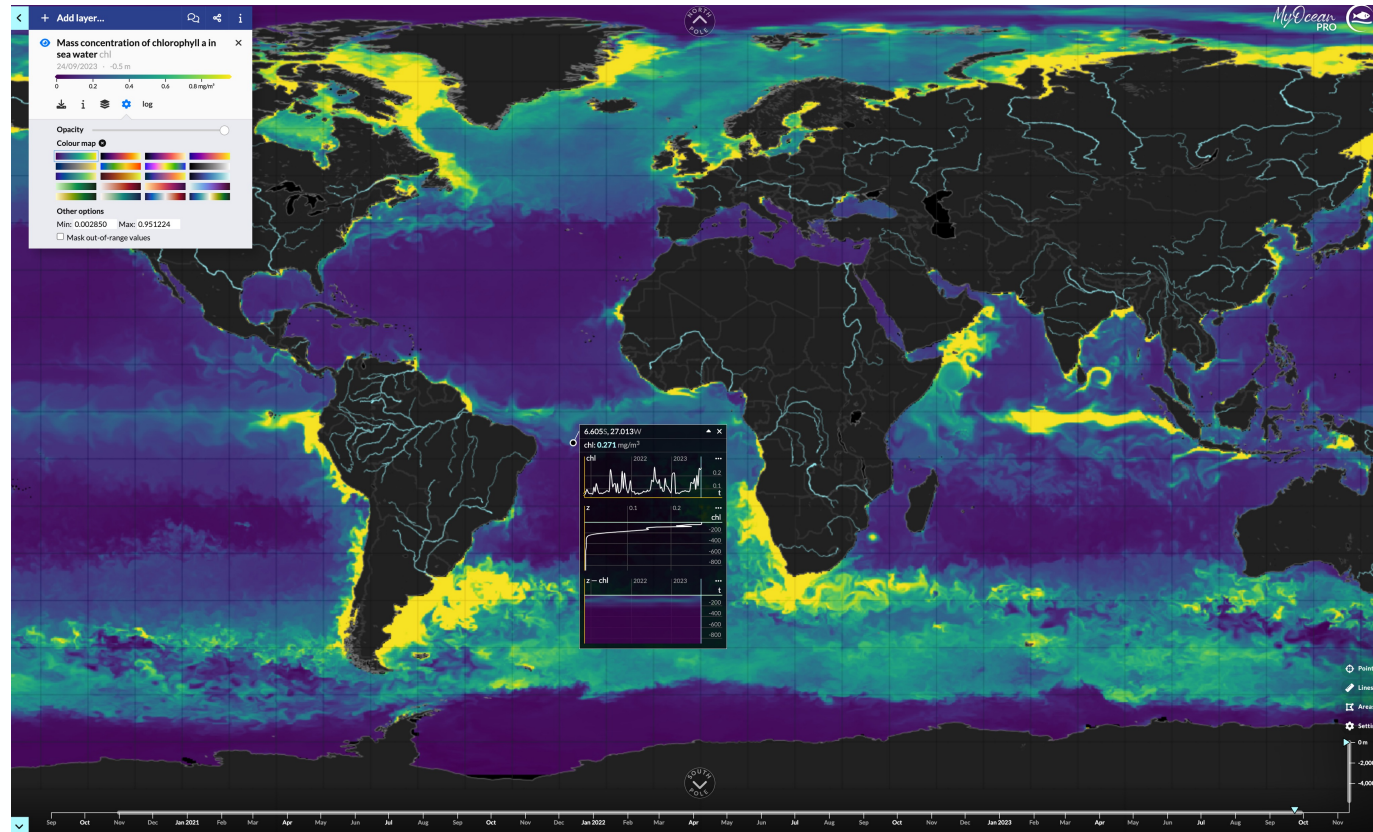 + Add layer...
i
MyOcean
PRO
NORTH
POLE
Mass concentration of chlorophyll a in
sea water chl
24/09/2023 · -0.5 m
0 0.2 0.4 0.6 0.8 mg/m³
i log
Opacity
Colour map
Other options
Min: 0.002850 Max: 0.951224
Mask out-of-range values
6.605S, 27.013W
chl: 0.271 mg/m³
chl 2022 2023
0.2
0.1
t
z 0.1 0.2
chl
-200
-400
-600
-800
z — chl 2022 2023
t
-200
-400
-600
-800
Point
Lines
Areas
Setti
0 m
-2,000
-4,000
SOUTH
POLE
Sep Oct Nov Dec Jan 2021 Feb Mar Apr May Jun Jul Aug Sep Oct Nov Dec Jan 2022 Feb Mar Apr May Jun Jul Aug Sep Oct Nov Dec Jan 2023 Feb Mar Apr May Jun Jul Aug Sep Oct Nov